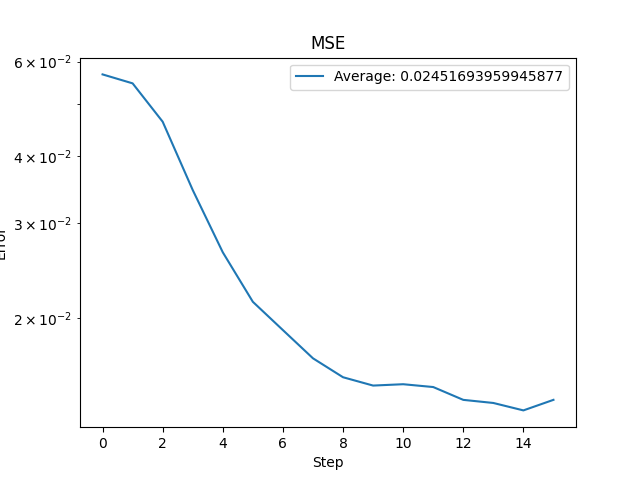 MSE
Average: 0.02451693959945877
6 × 10⁻²
4 × 10⁻²
3 × 10⁻²
2 × 10⁻²
Error
0 2 4 6 8 10 12 14
Step